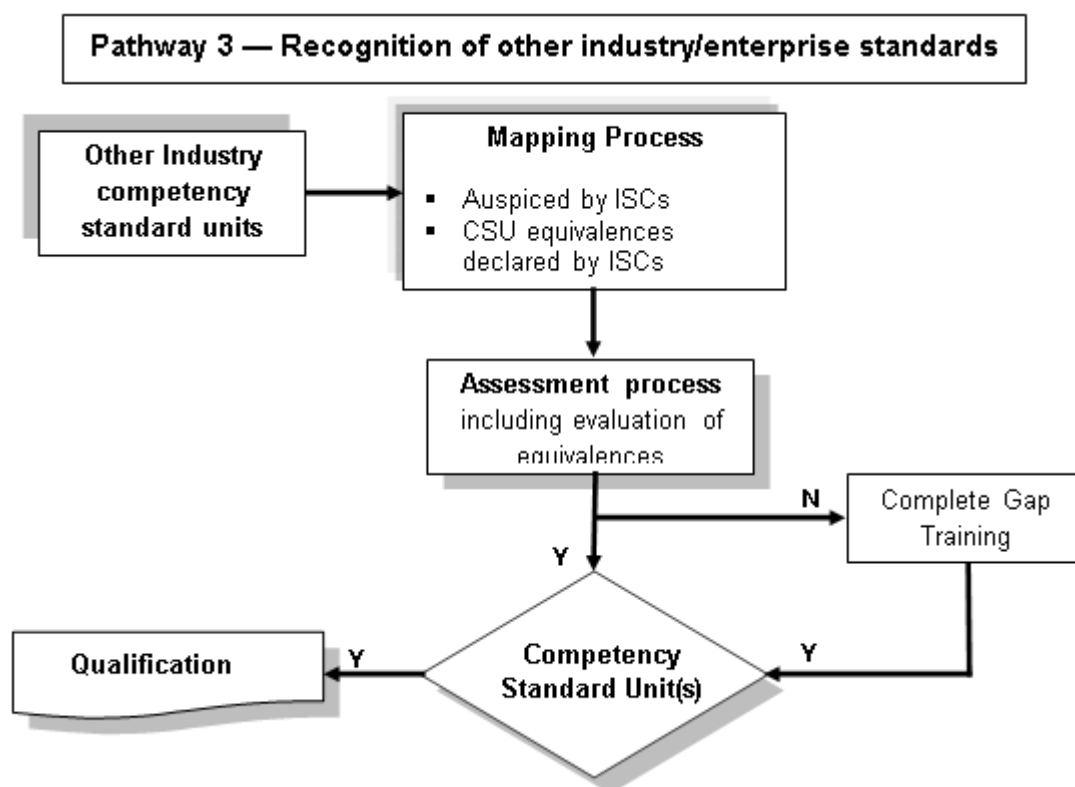 Pathway 3 — Recognition of other industry/enterprise standards
Other Industry
competency
standard units
Mapping Process
▪ Auspiced by ISCs
▪ CSU equivalences
declared by ISCs
Assessment process
including evaluation of
equivalences
N
Complete Gap
Training
Y
Competency
Standard Unit(s)
Y
Y
Qualification